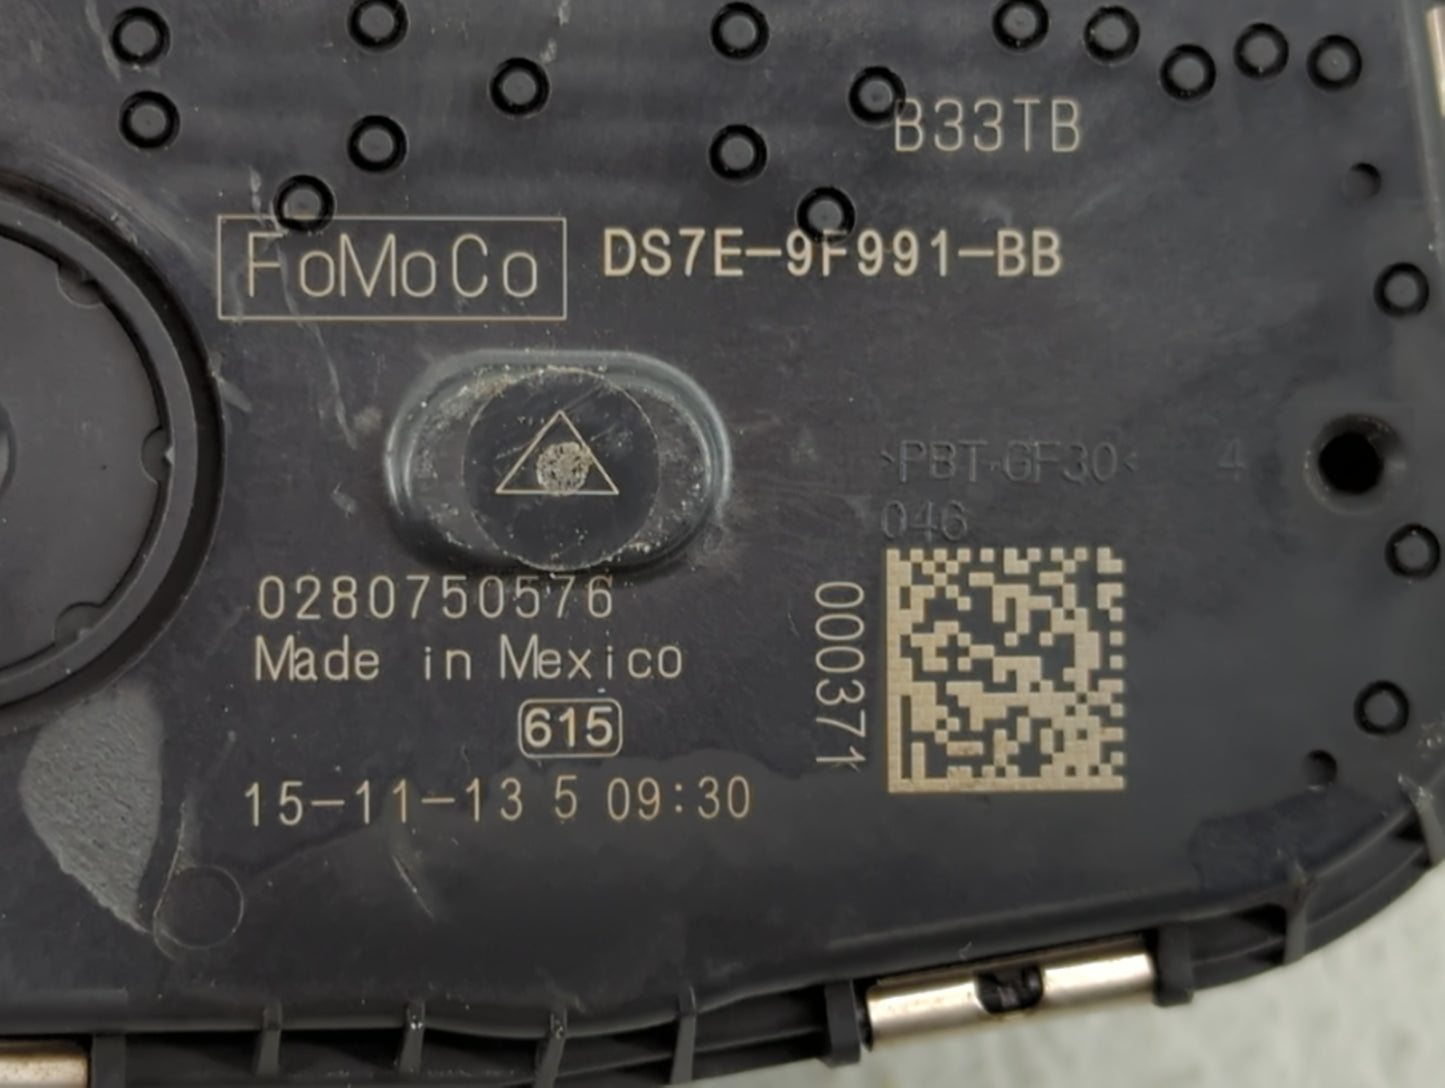 B33TB
FoMoCo DS7E-9F991-BB
>PBT-GF30< 4
046
0280750576
Made in Mexico
000371
615
15-11-13 5 09:30